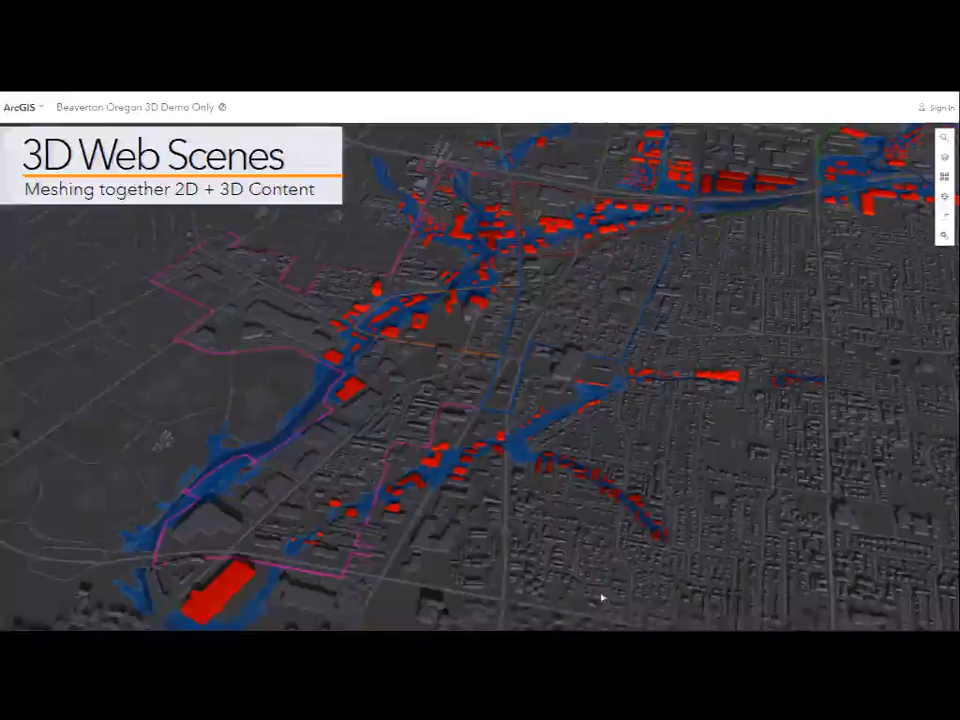 ArcGIS
Beaverton Oregon 3D Demo Only
Sign In
3D Web Scenes
Meshing together 2D + 3D Content